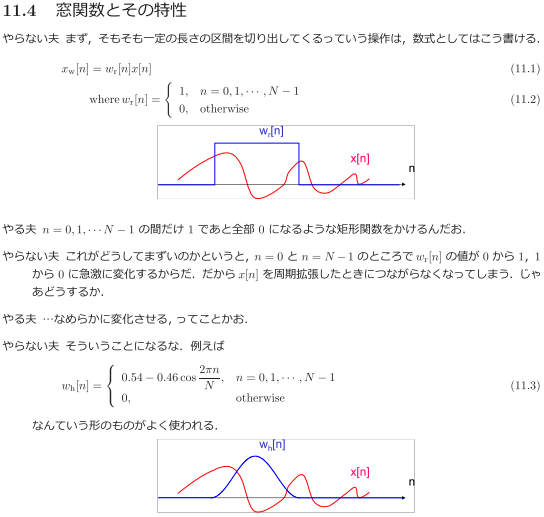 11.4 窓関数とその特性
やらない夫 まず，そもそも一定の長さの区間を切り出してくるっていう操作は，数式としてはこう書ける．
x_w[n] = w_r[n]x[n] (11.1)
where w_r[n] = { 1, n = 0, 1, ···, N − 1
0, otherwise (11.2)
w_r[n]
x[n]
n
やる夫 n = 0, 1, ··· N − 1 の間だけ 1 であと全部 0 になるような矩形関数をかけるんだお．
やらない夫 これがどうしてまずいのかというと，n = 0 と n = N − 1 のところで w_r[n] の値が 0 から 1，1
から 0 に急激に変化するからだ．だから x[n] を周期拡張したときにつながらなくなってしまう．じゃ
あどうするか．
やる夫 …なめらかに変化させる，ってことかお．
やらない夫 そういうことになるな．例えば
w_h[n] = { 0.54 − 0.46 cos 2πn/N, n = 0, 1, ···, N − 1
0, otherwise (11.3)
なんていう形のものがよく使われる．
w_h[n]
x[n]
n